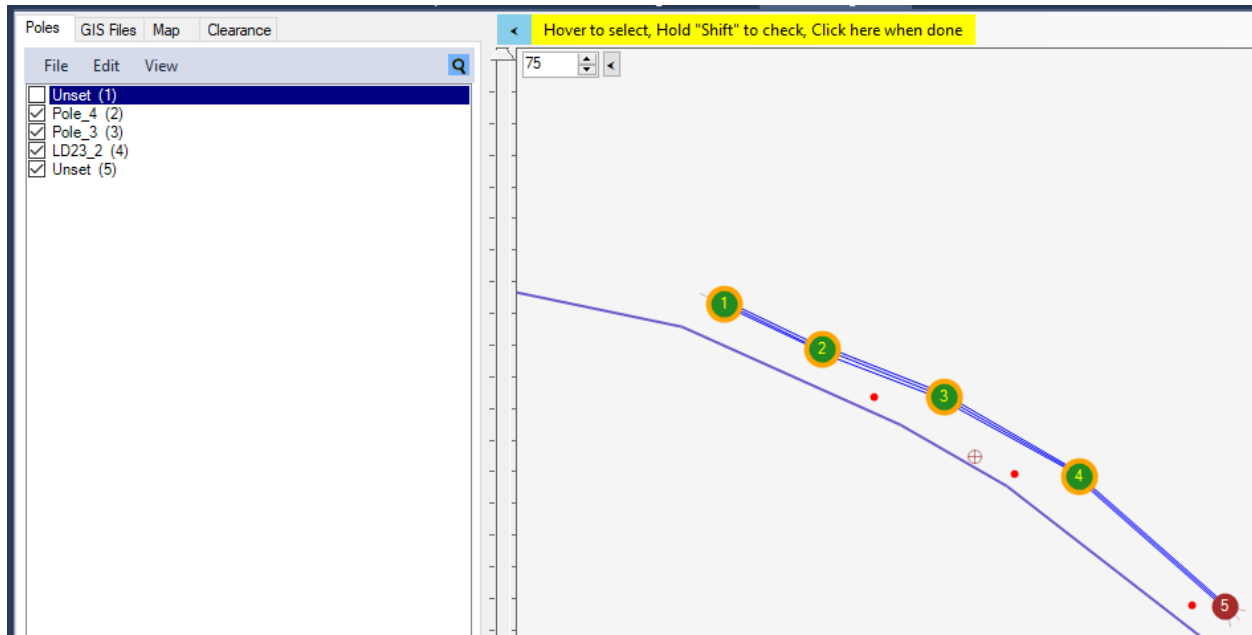 Poles GIS Files Map Clearance
< Hover to select, Hold "Shift" to check, Click here when done
File Edit View
75 <
Unset (1)
Pole_4 (2)
Pole_3 (3)
LD23_2 (4)
Unset (5)
1
2
3
4
5